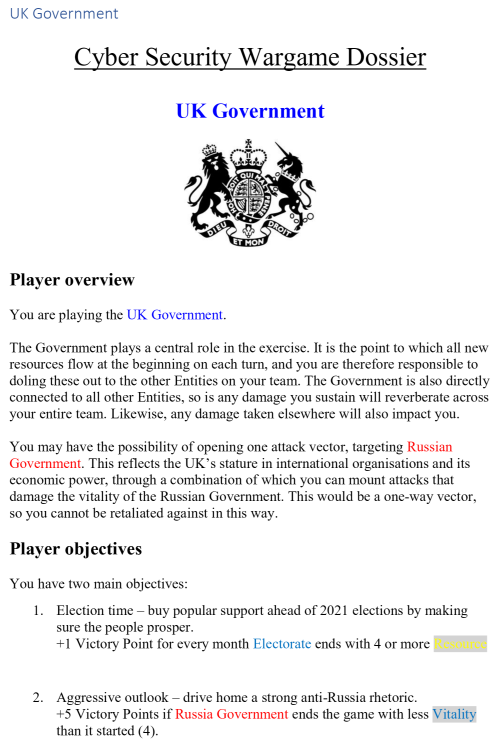 UK Government
Cyber Security Wargame Dossier
UK Government
DIEU
ET MON
DROIT
Player overview
You are playing the UK Government.
The Government plays a central role in the exercise. It is the point to which all new
resources flow at the beginning on each turn, and you are therefore responsible to
doling these out to the other Entities on your team. The Government is also directly
connected to all other Entities, so is any damage you sustain will reverberate across
your entire team. Likewise, any damage taken elsewhere will also impact you.
You may have the possibility of opening one attack vector, targeting Russian
Government. This reflects the UK’s stature in international organisations and its
economic power, through a combination of which you can mount attacks that
damage the vitality of the Russian Government. This would be a one-way vector,
so you cannot be retaliated against in this way.
Player objectives
You have two main objectives:
1. Election time – buy popular support ahead of 2021 elections by making
sure the people prosper.
+1 Victory Point for every month Electorate ends with 4 or more Resource
2. Aggressive outlook – drive home a strong anti-Russia rhetoric.
+5 Victory Points if Russia Government ends the game with less Vitality
than it started (4).